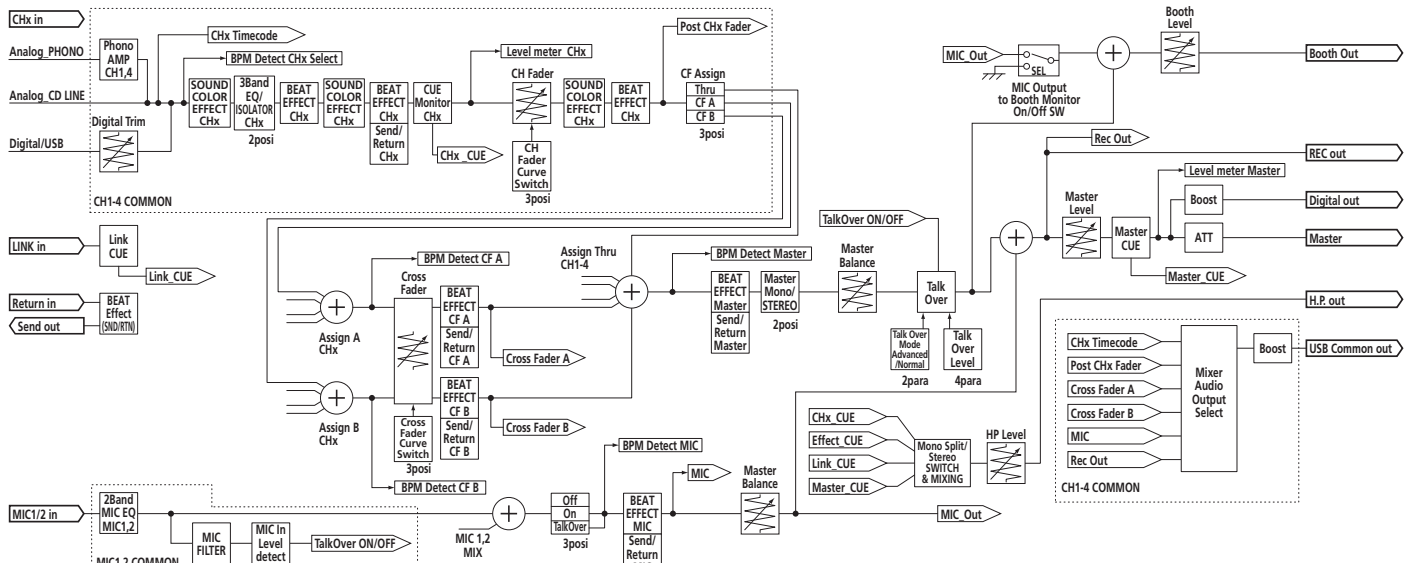 CHx in
Analog_PHONO
Phono
AMP
CH1,4
CHx Timecode
BPM Detect CHx Select
Analog_CD LINE
Digital Trim
Digital/USB
SOUND
COLOR
EFFECT
CHx
3Band
EQ/
ISOLATOR
CHx
2posi
BEAT
EFFECT
CHx
SOUND
COLOR
EFFECT
CHx
BEAT
EFFECT
CHx
Send/
Return
CHx
CUE
Monitor
CHx
CHx _CUE
Level meter CHx
CH Fader
CH
Fader
Curve
Switch
3posi
SOUND
COLOR
EFFECT
CHx
BEAT
EFFECT
CHx
Post CHx Fader
CF Assign
Thru
CF A
CF B
3posi
CH1-4 COMMON
MIC_Out
SEL
MIC Output
to Booth Monitor
On/Off SW
Booth
Level
Booth Out
Rec Out
REC out
Level meter Master
Master
Level
Master
CUE
Boost
Digital out
ATT
Master
Master_CUE
LINK in
Link
CUE
Link_CUE
Return in
Send out
BEAT
Effect
(SND/RTN)
Assign A
CHx
Assign B
CHx
BPM Detect CF A
Cross
Fader
BEAT
EFFECT
CF A
Send/
Return
CF A
Cross Fader A
BEAT
EFFECT
CF B
Send/
Return
CF B
Cross Fader B
Cross
Fader
Curve
Switch
3posi
BPM Detect CF B
Assign Thru
CH1-4
BPM Detect Master
BEAT
EFFECT
Master
Send/
Return
Master
Master
Mono/
STEREO
2posi
Master
Balance
TalkOver ON/OFF
Talk
Over
Talk Over
Mode
Advanced
/Normal
2para
Talk
Over
Level
4para
H.P. out
CHx_CUE
Effect_CUE
Link_CUE
Master_CUE
Mono Split/
Stereo
SWITCH
& MIXING
HP Level
CHx Timecode
Post CHx Fader
Cross Fader A
Cross Fader B
MIC
Rec Out
Mixer
Audio
Output
Select
Boost
USB Common out
CH1-4 COMMON
MIC1/2 in
2Band
MIC EQ
MIC1,2
MIC
FILTER
MIC In
Level
detect
TalkOver ON/OFF
MIC1,2 COMMON
MIC 1,2
MIX
Off
On
TalkOver
3posi
BPM Detect MIC
BEAT
EFFECT
MIC
Send/
Return
MIC
Master
Balance
MIC_Out